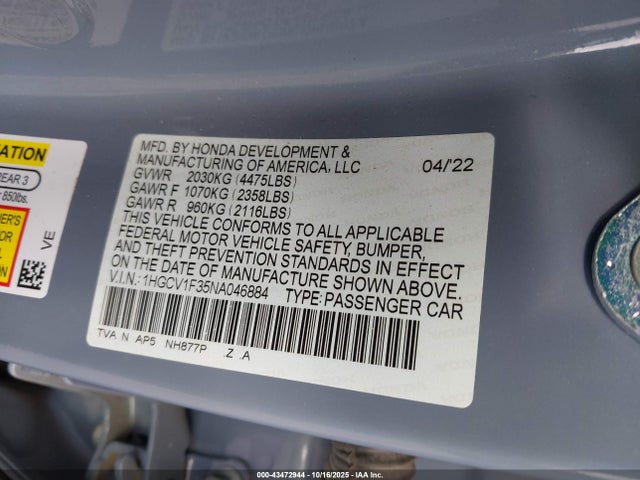 MFD. BY HONDA DEVELOPMENT &
MANUFACTURING OF AMERICA, LLC 04/22
GVWR 2030KG (4475LBS)
GAWR F 1070KG (2358LBS)
GAWR R 960KG (2116LBS)
THIS VEHICLE CONFORMS TO ALL APPLICABLE
FEDERAL MOTOR VEHICLE SAFETY, BUMPER,
AND THEFT PREVENTION STANDARDS IN EFFECT
ON THE DATE OF MANUFACTURE SHOWN ABOVE.
V.I.N.: 1HGCV1F35NA046884 TYPE: PASSENGER CAR
TVA N AP5 NH877P .Z .A
REAR 3
850lbs.
VE
000-43472944 | 10/16/2025 | IAA Inc.